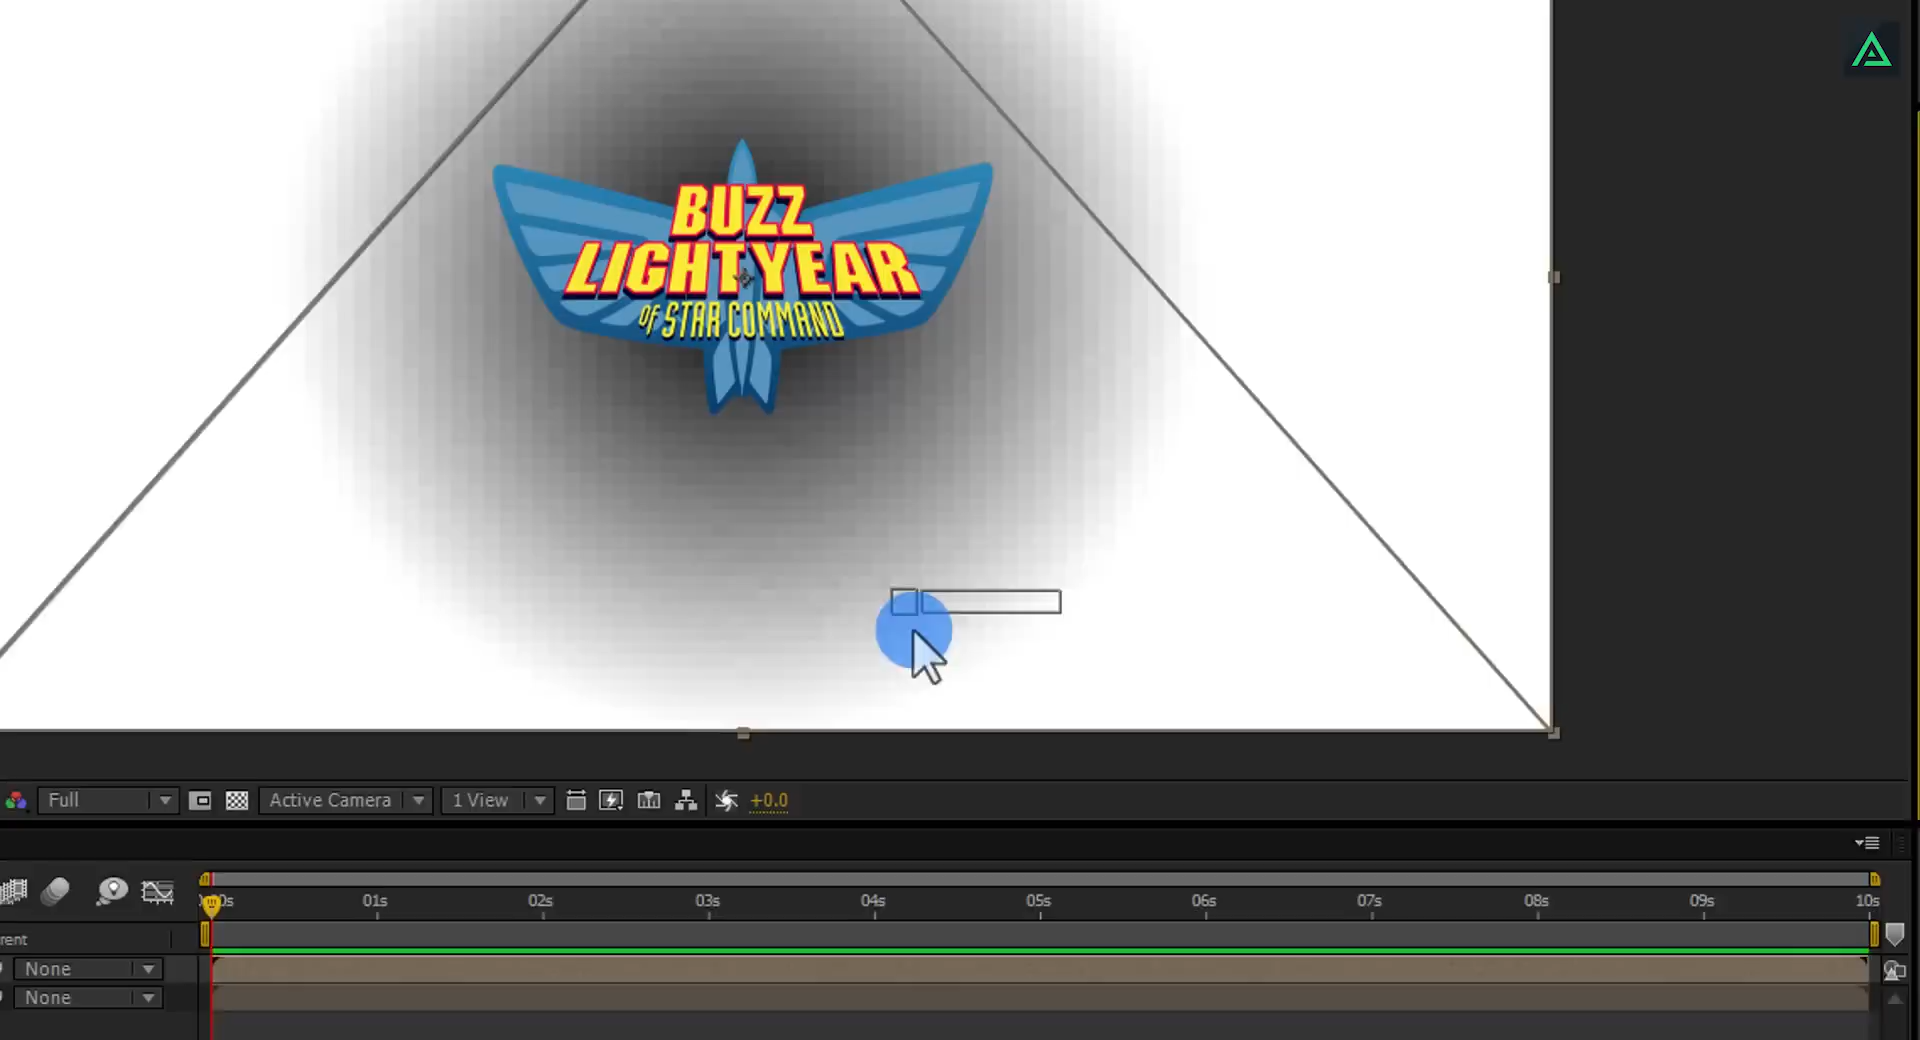 BUZZ
LIGHTYEAR
of STAR COMMAND
Full
Active Camera
1 View
+0.0
01s
02s
03s
04s
05s
06s
07s
08s
09s
10s
rent
None
None